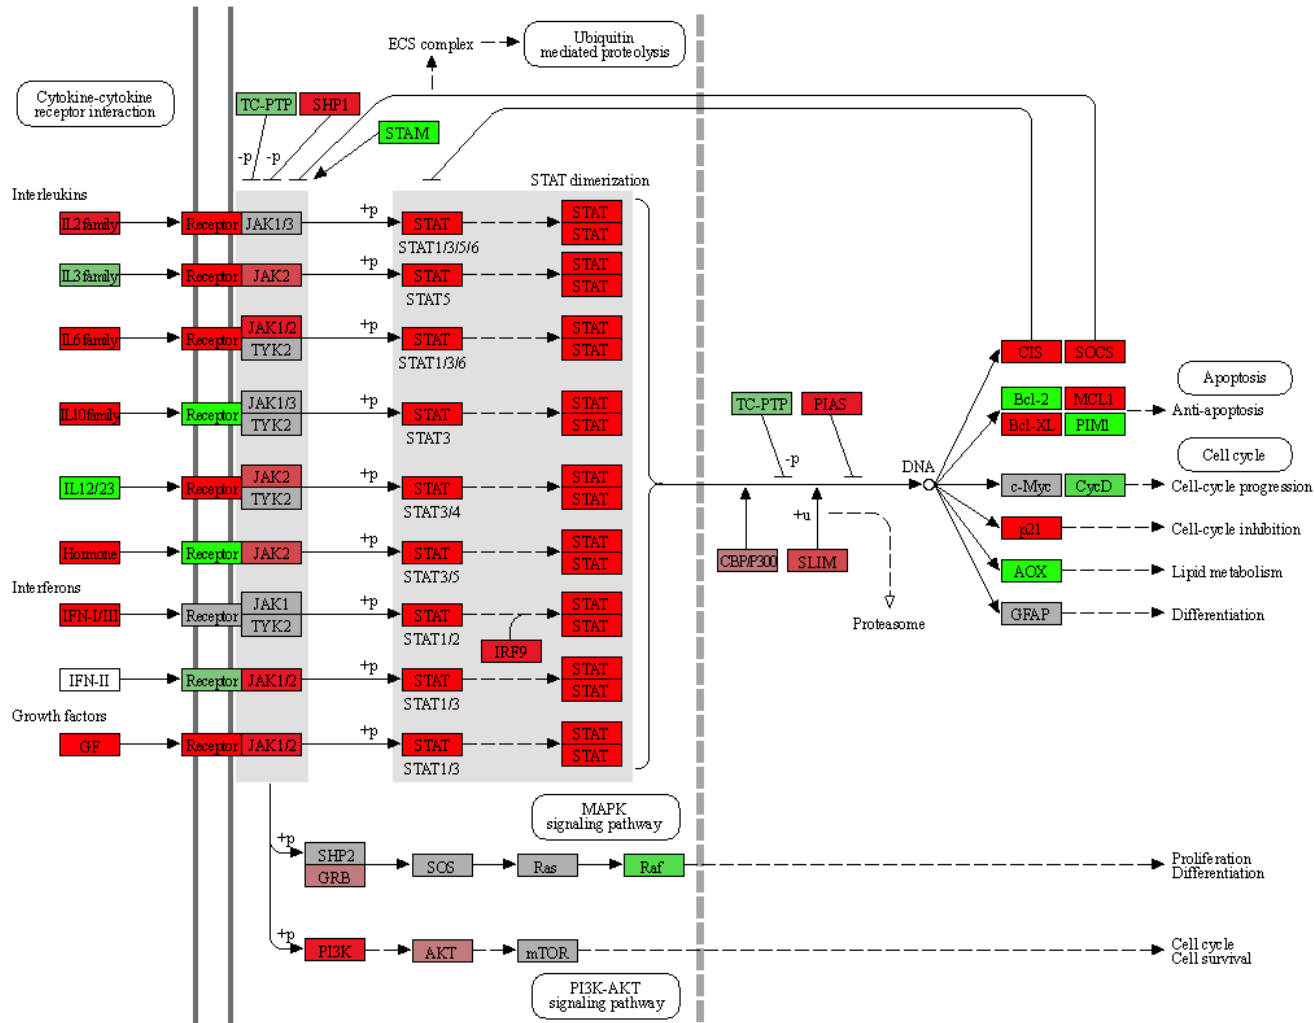 ECS complex
Ubiquitin
mediated proteolysis
Cytokine-cytokine
receptor interaction
TC-PTP
SHP1
STAM
-p
-p
STAT dimerization
Interleukins
IL2family
Receptor
JAK1/3
+p
STAT
STAT1/3/5/6
STAT
STAT
IL3family
Receptor
JAK2
+p
STAT
STAT5
STAT
STAT
IL6family
Receptor
JAK1/2
TYK2
+p
STAT
STAT1/3/6
STAT
STAT
IL10family
Receptor
JAK1/3
TYK2
+p
STAT
STAT3
STAT
STAT
IL12/23
Receptor
JAK2
TYK2
+p
STAT
STAT3/4
STAT
STAT
Hormone
Receptor
JAK2
+p
STAT
STAT3/5
STAT
STAT
Interferons
IFN-I/III
Receptor
JAK1
TYK2
+p
STAT
STAT1/2
IRF9
STAT
STAT
IFN-II
Receptor
JAK1/2
+p
STAT
STAT1/3
STAT
STAT
Growth factors
GF
Receptor
JAK1/2
+p
STAT
STAT1/3
STAT
STAT
TC-PTP
PIAS
-p
DNA
+u
CBP/P300
SLIM
Proteasome
CIS
SOCS
Apoptosis
Bcl-2
MCL1
Bcl-XL
PIM1
Anti-apoptosis
Cell cycle
c-Myc
CycD
Cell-cycle progression
p21
Cell-cycle inhibition
AOX
Lipid metabolism
GFAP
Differentiation
MAPK
signaling pathway
+p
SHP2
GRB
SOS
Ras
Raf
Proliferation
Differentiation
+p
PI3K
AKT
mTOR
Cell cycle
Cell survival
PI3K-AKT
signaling pathway